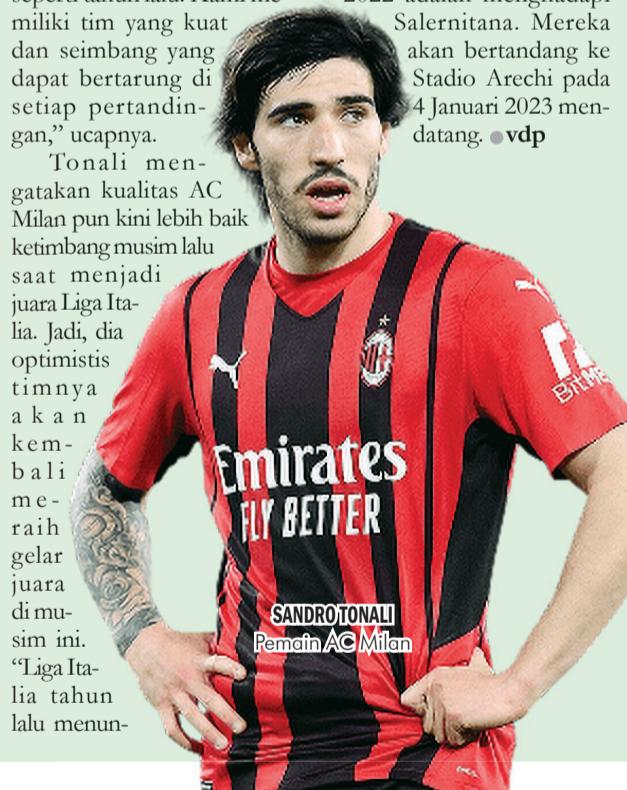 miliki tim yang kuat
dan seimbang yang
dapat bertarung di
setiap pertandin-
gan,” ucapnya.
Tonali men-
gatakan kualitas AC
Milan pun kini lebih baik
ketimbang musim lalu
saat menjadi
juara Liga Ita-
lia. Jadi, dia
optimistis
timnya
akan
kem-
bali
me-
raih
gelar
juara
di mu-
sim ini.
“Liga Ita-
lia tahun
lalu menun-
2022 adalah menghadapi
Salernitana. Mereka
akan bertandang ke
Stadio Arechi pada
4 Januari 2023 men-
datang. ●vdp
Emirates
FLY BETTER
SANDRO TONALI
Pemain AC Milan